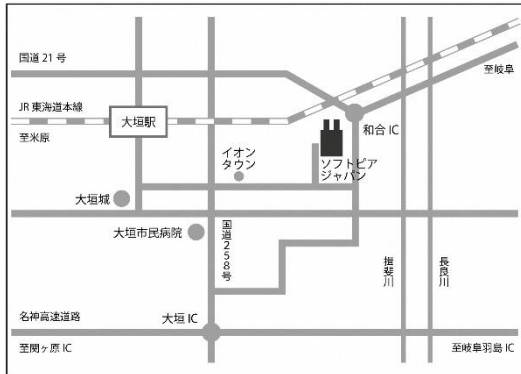 国道21号
至岐阜
JR東海道本線
大垣駅
和合IC
至米原
イオン
タウン
ソフトピア
ジャパン
大垣城
大垣市民病院
国道258号
揖斐川
長良川
名神高速道路
大垣IC
至関ヶ原IC
至岐阜羽島IC